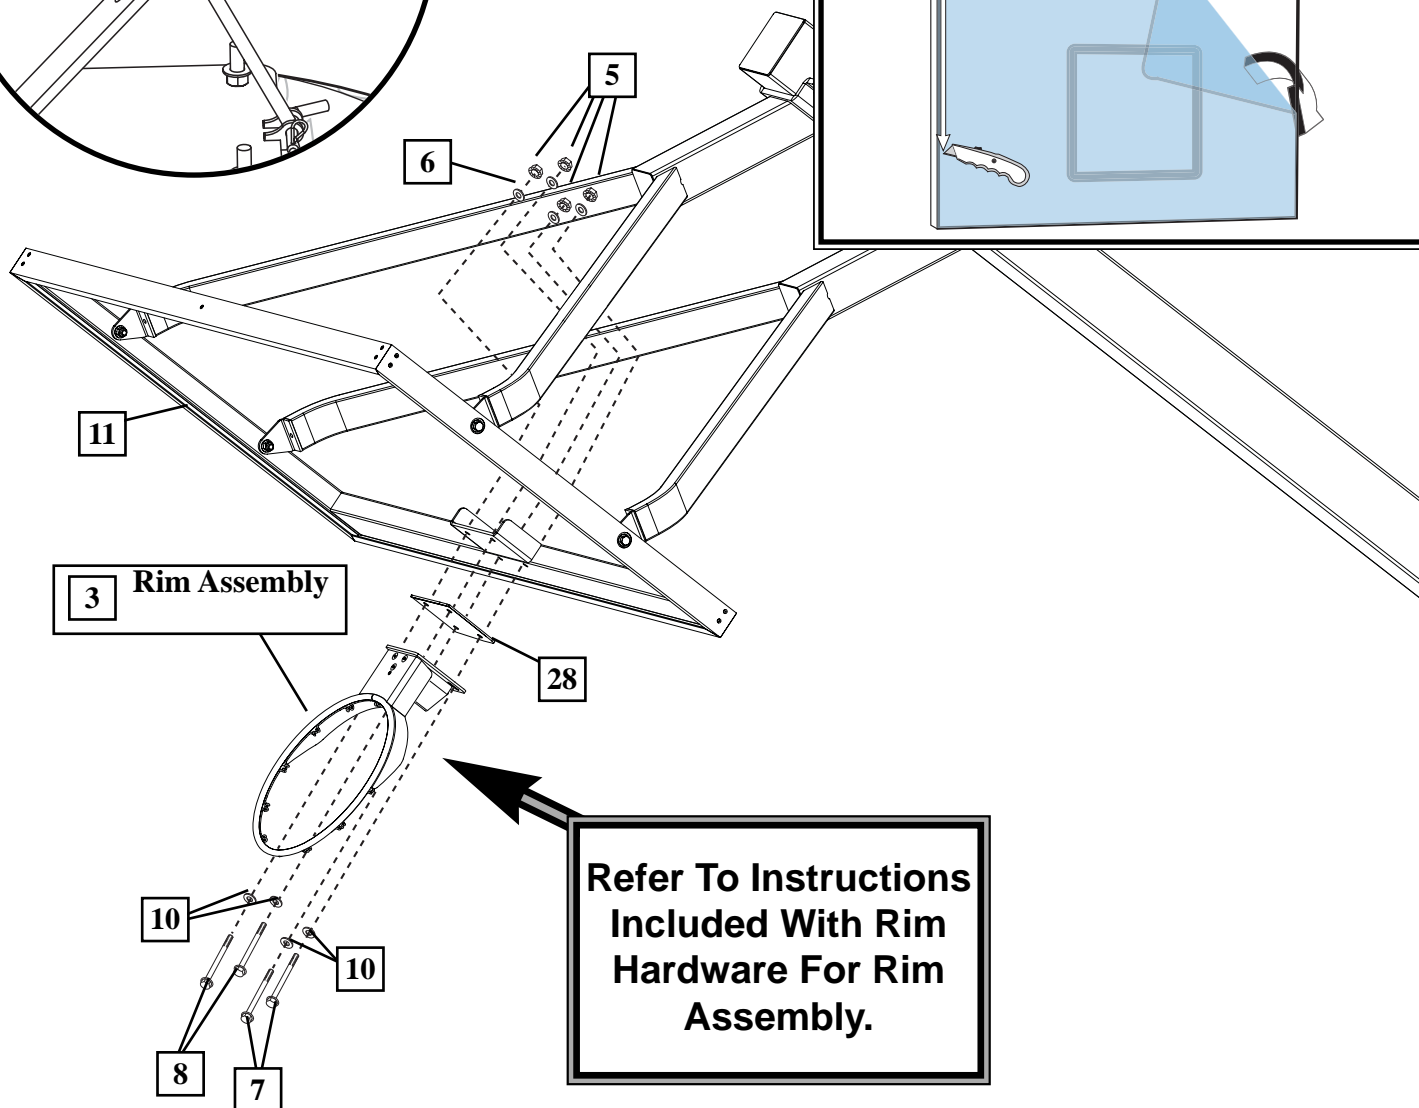 5
6
11
3 Rim Assembly
28
Refer To Instructions
Included With Rim
Hardware For Rim
Assembly.
10
10
8
7